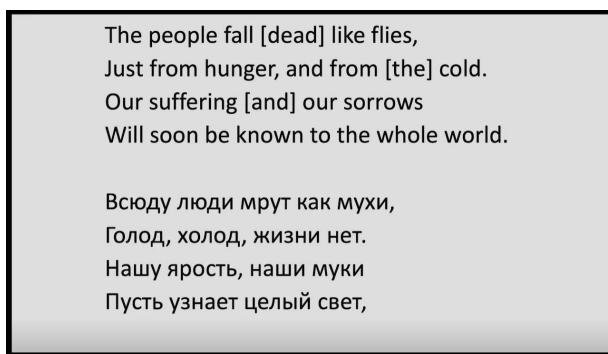 The people fall [dead] like flies,
Just from hunger, and from [the] cold.
Our suffering [and] our sorrows
Will soon be known to the whole world.
Всюду люди мрут как мухи,
Голод, холод, жизни нет.
Нашу ярость, наши муки
Пусть узнает целый свет,